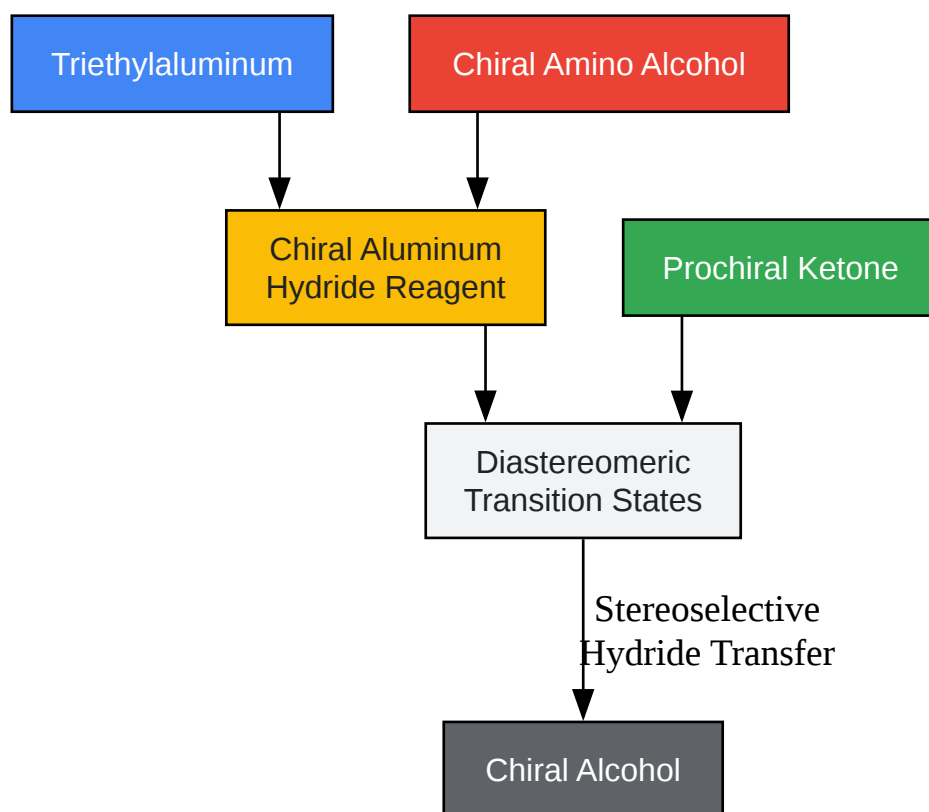 Triethylaluminum
Chiral Amino Alcohol
Chiral Aluminum
Hydride Reagent
Prochiral Ketone
Diastereomeric
Transition States
Stereoselective
Hydride Transfer
Chiral Alcohol